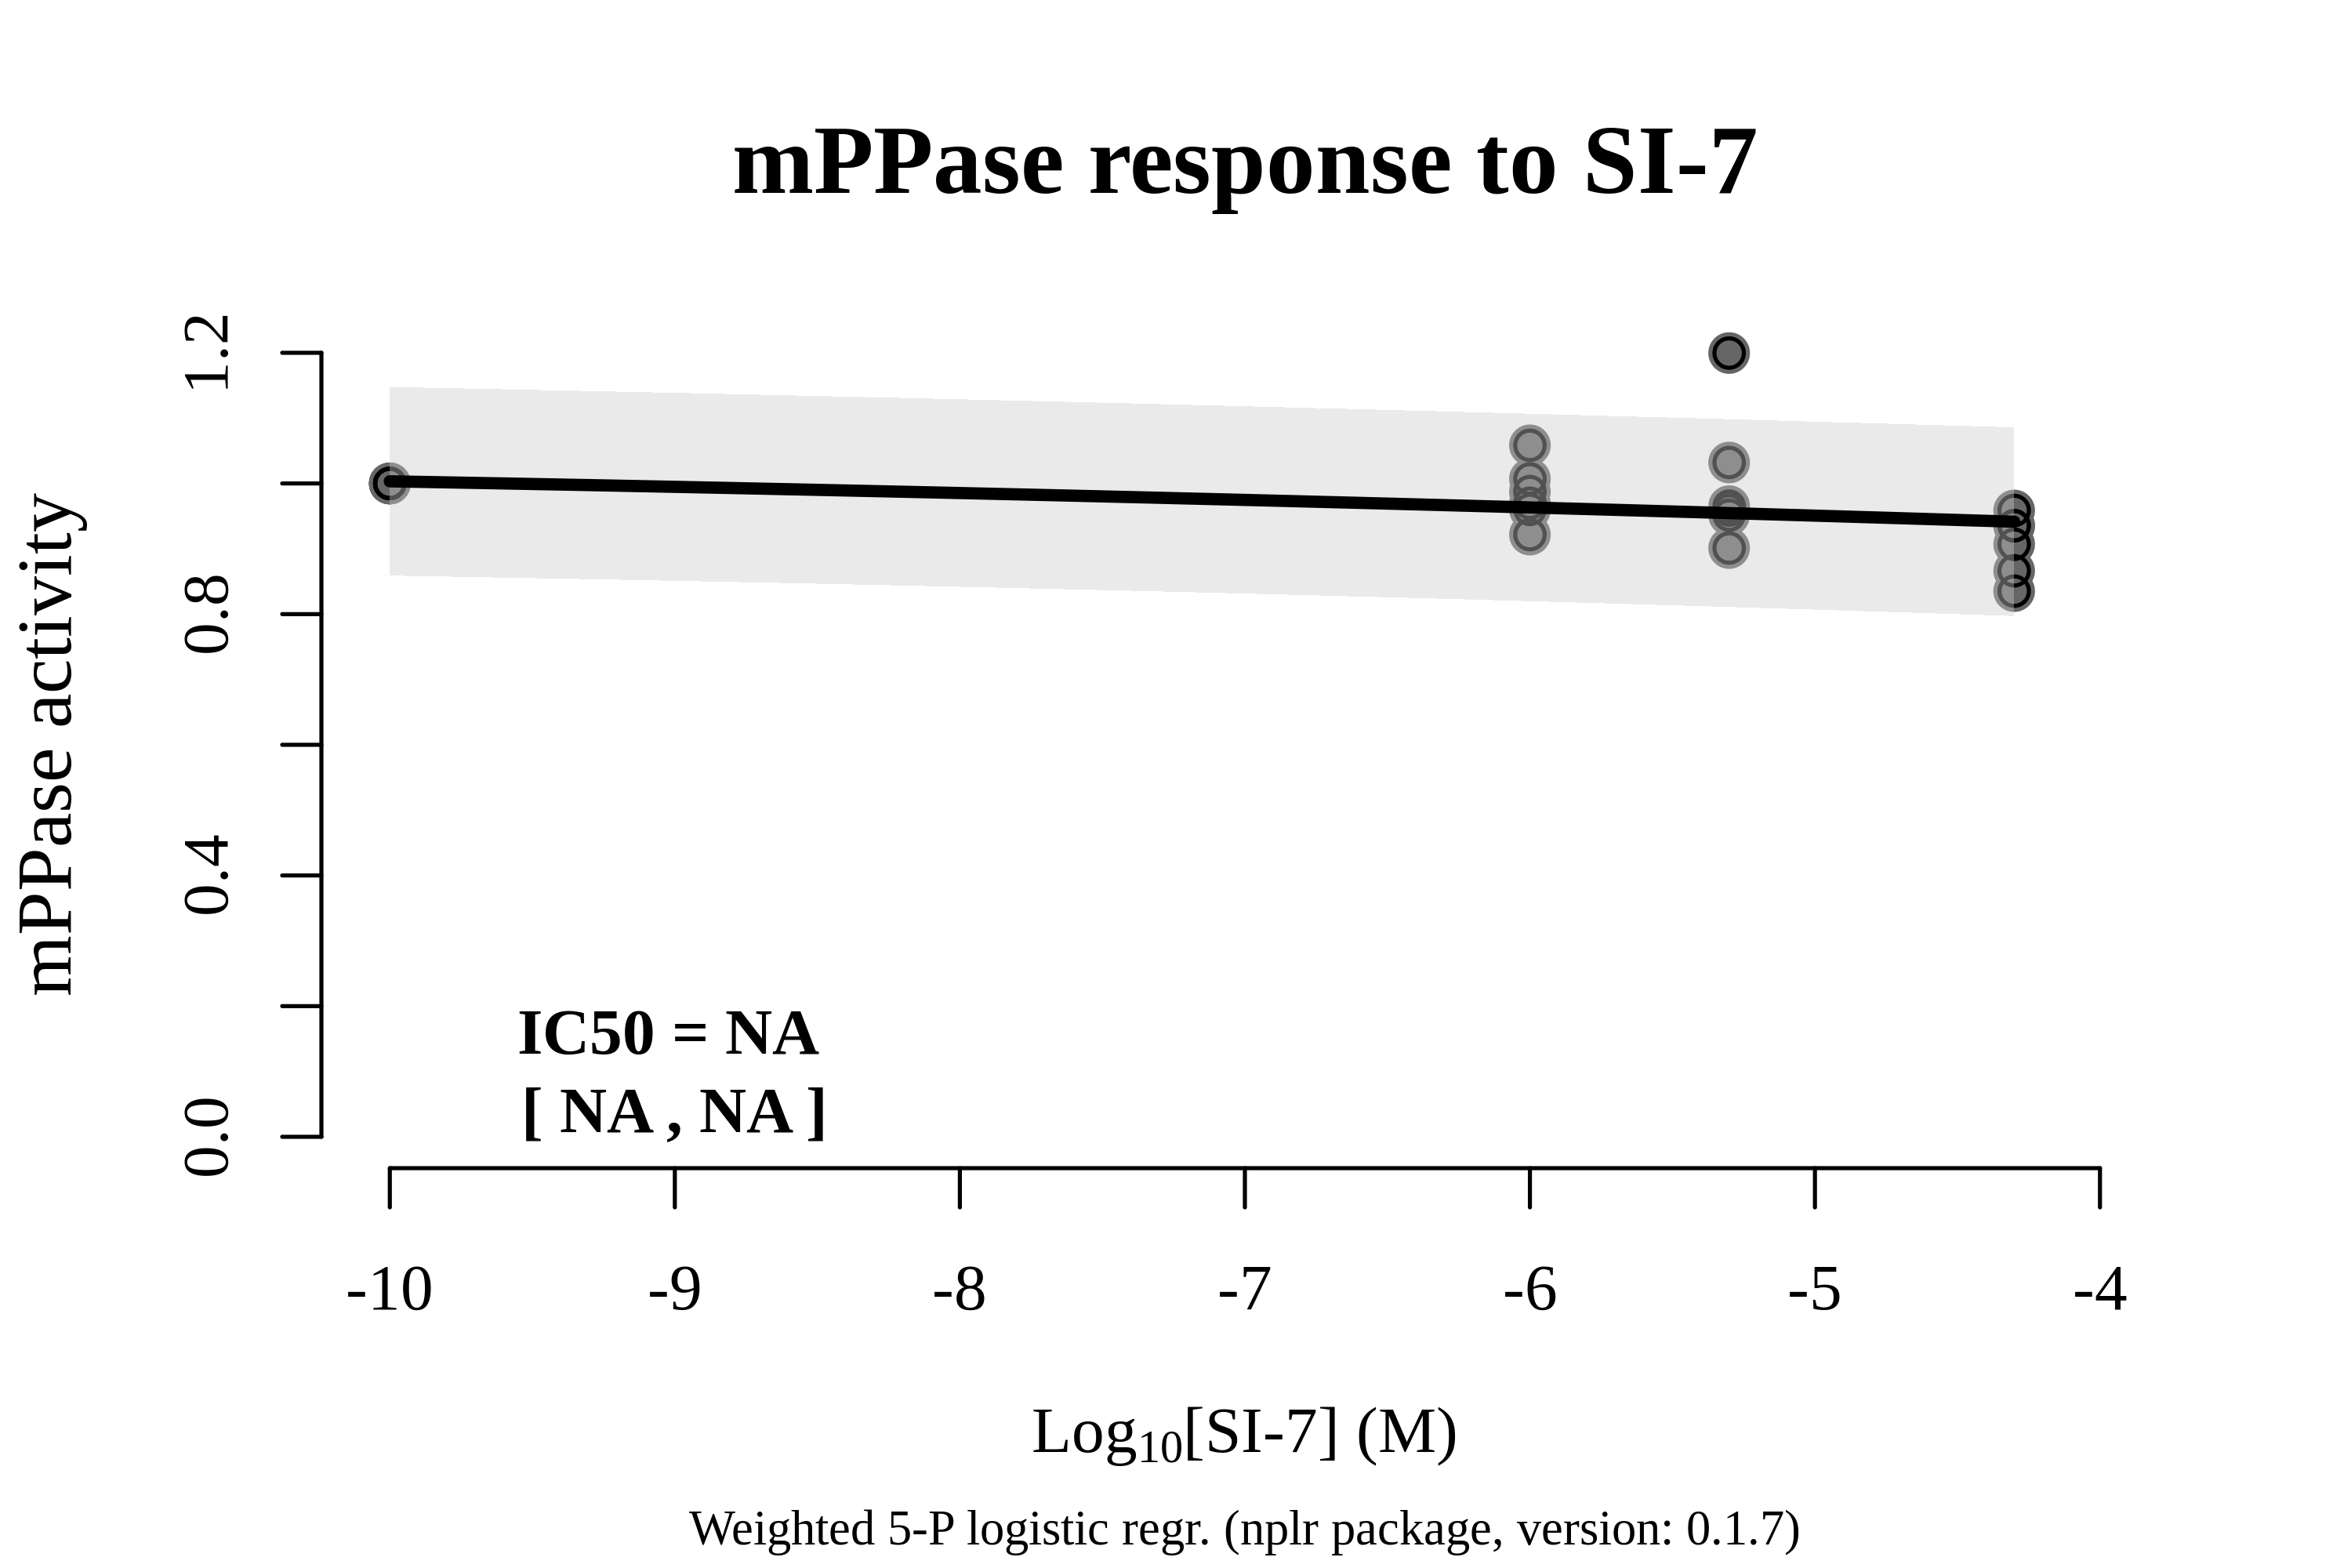 mPPase response to SI-7
mPPase activity
1.2
0.8
0.4
0.0
IC50 = NA
[ NA , NA ]
-10 -9 -8 -7 -6 -5 -4
Log10[SI-7] (M)
Weighted 5-P logistic regr. (nplr package, version: 0.1.7)